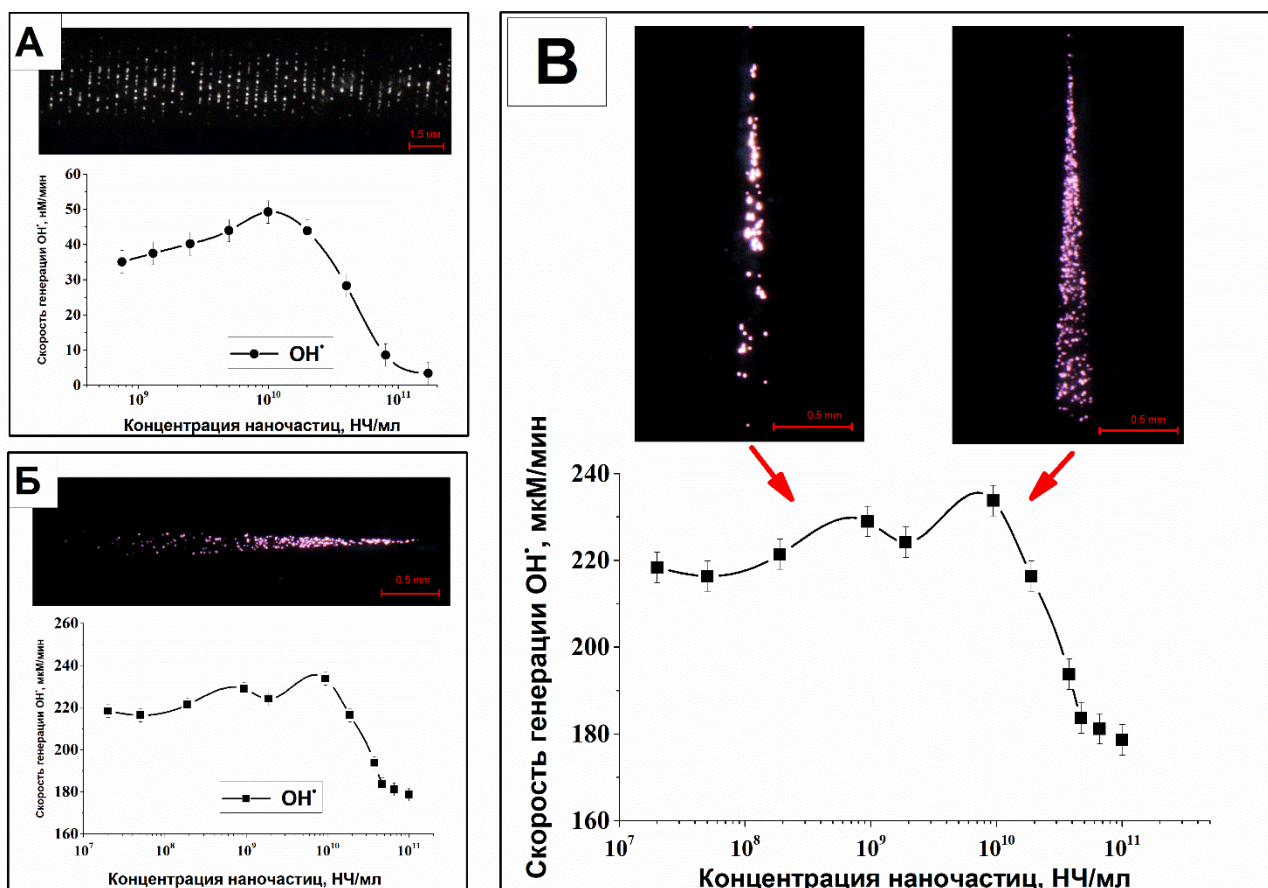 А
1.5 мм
60
50
40
30
20
10
0
Скорость генерации OH•, нМ/мин
OH•
10⁹
10¹⁰
10¹¹
Концентрация наночастиц, НЧ/мл
Б
0.5 mm
260
240
220
200
180
160
Скорость генерации OH•, мкМ/мин
OH•
10⁷
10⁸
10⁹
10¹⁰
10¹¹
Концентрация наночастиц, НЧ/мл
В
0.5 mm
0.5 mm
240
220
200
180
160
Скорость генерации OH•, мкМ/мин
10⁷
10⁸
10⁹
10¹⁰
10¹¹
Концентрация наночастиц, НЧ/мл